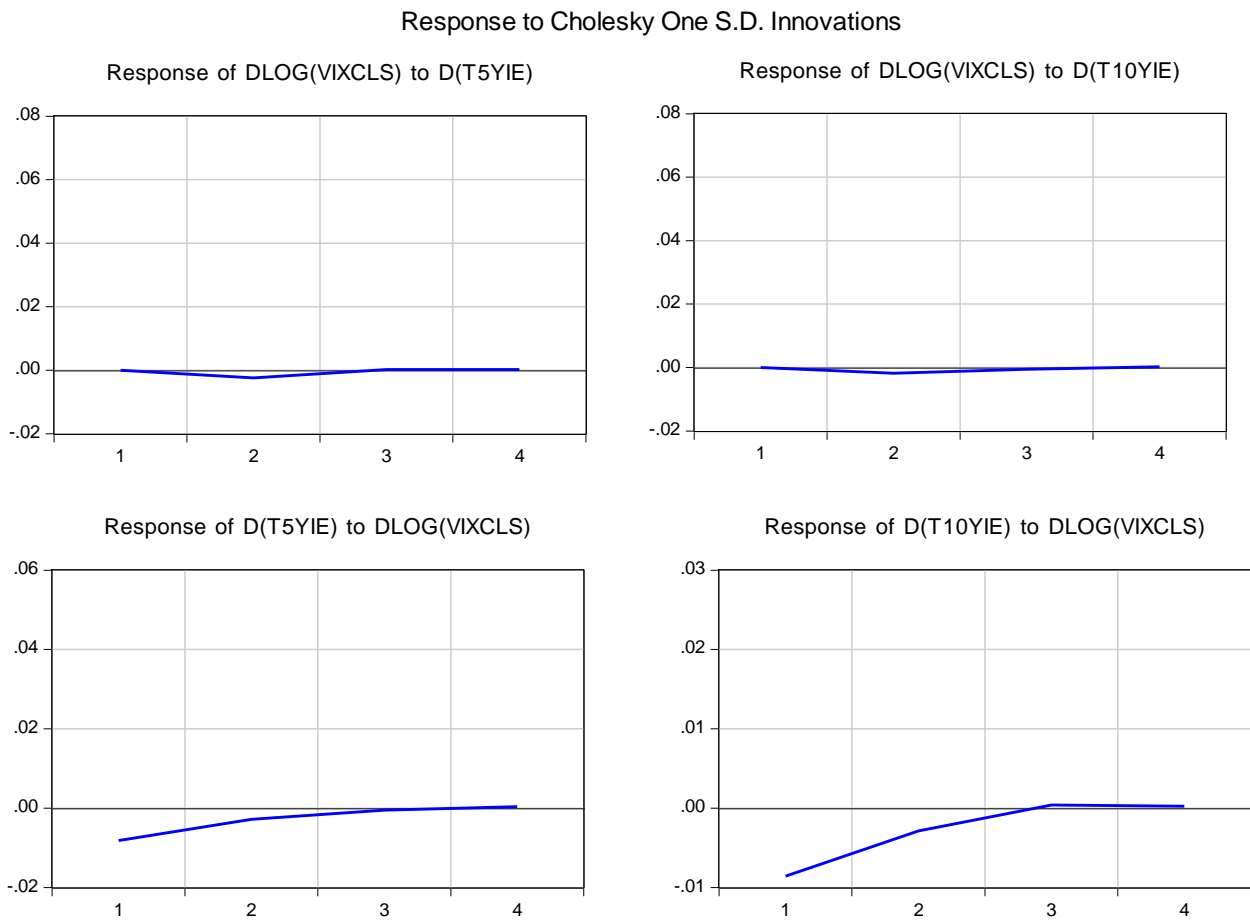 Response to Cholesky One S.D. Innovations
Response of DLOG(VIXCLS) to D(T5YIE)
.08
.06
.04
.02
.00
-.02
1 2 3 4
Response of DLOG(VIXCLS) to D(T10YIE)
.08
.06
.04
.02
.00
-.02
1 2 3 4
Response of D(T5YIE) to DLOG(VIXCLS)
.06
.04
.02
.00
-.02
1 2 3 4
Response of D(T10YIE) to DLOG(VIXCLS)
.03
.02
.01
.00
-.01
1 2 3 4